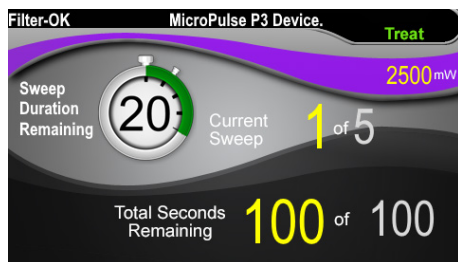 Filter-OK MicroPulse P3 Device. Treat
2500mW
Sweep
Duration
Remaining
20
Current
Sweep
1 of 5
Total Seconds
Remaining
100 of 100